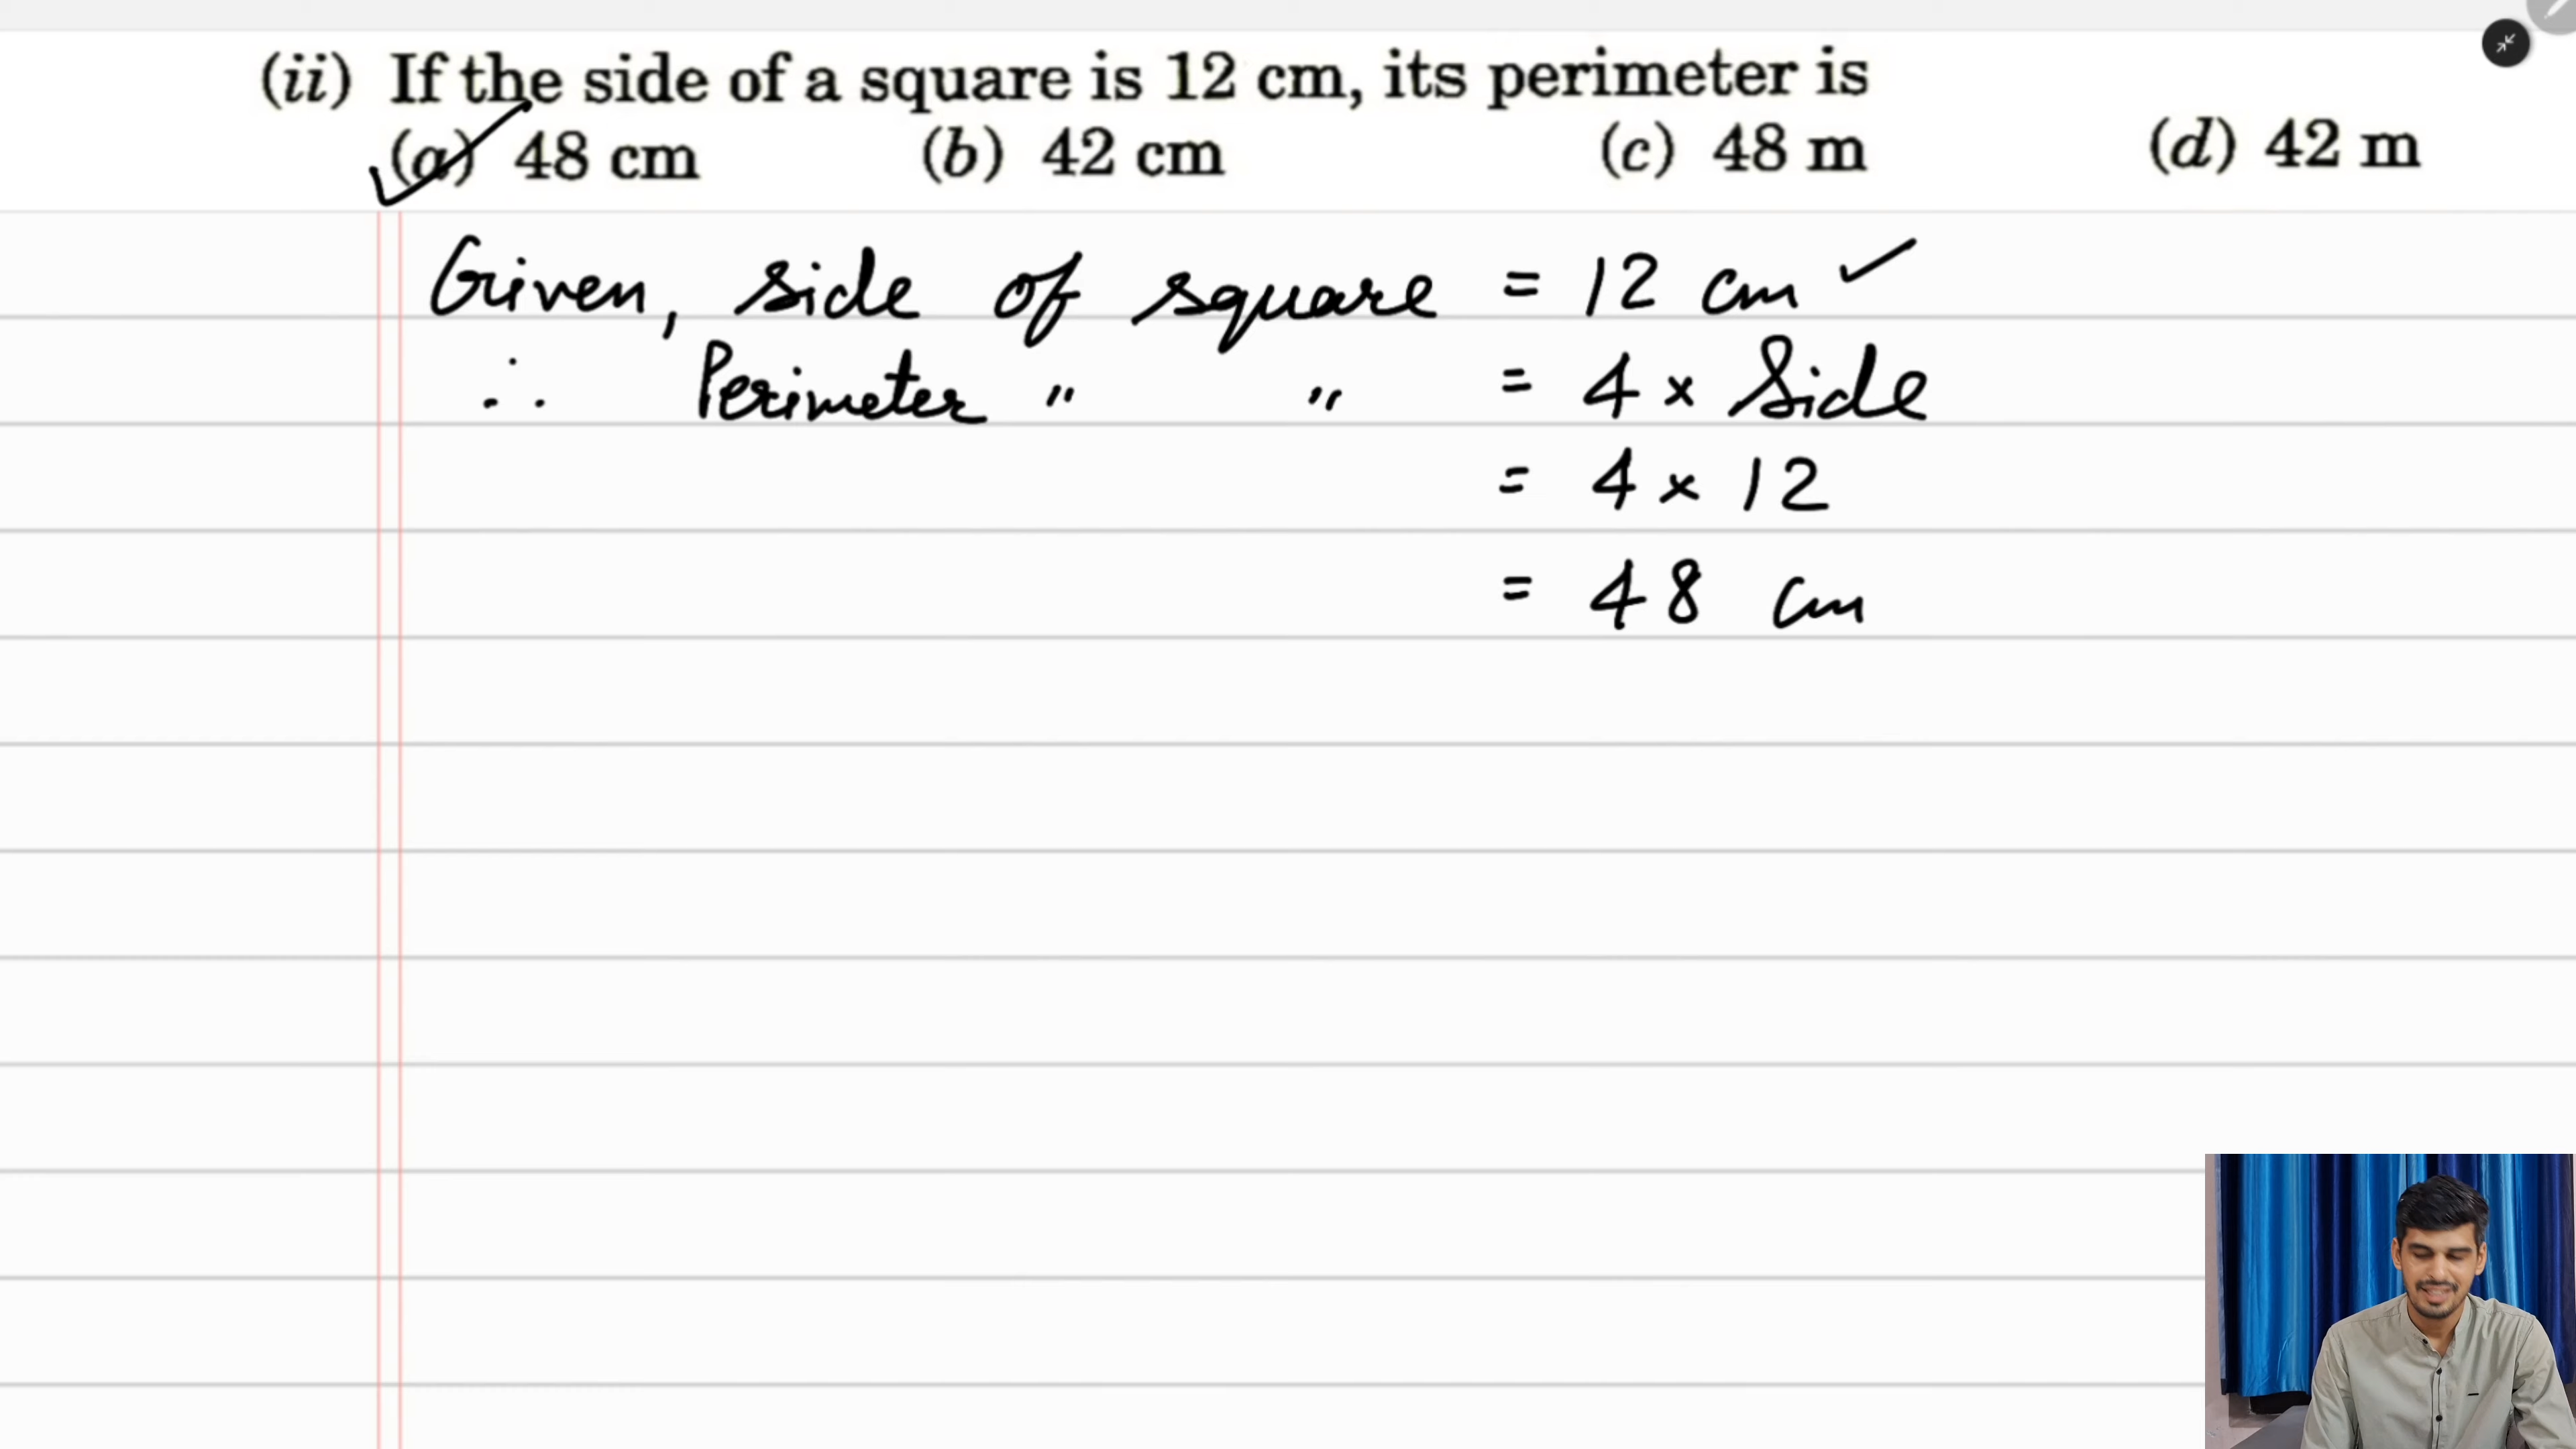 (ii) If the side of a square is 12 cm, its perimeter is
(a) 48 cm (b) 42 cm (c) 48 m (d) 42 m
Given, side of square = 12 cm ✓
∴ Perimeter " " = 4 × Side
= 4 × 12
= 48 cm